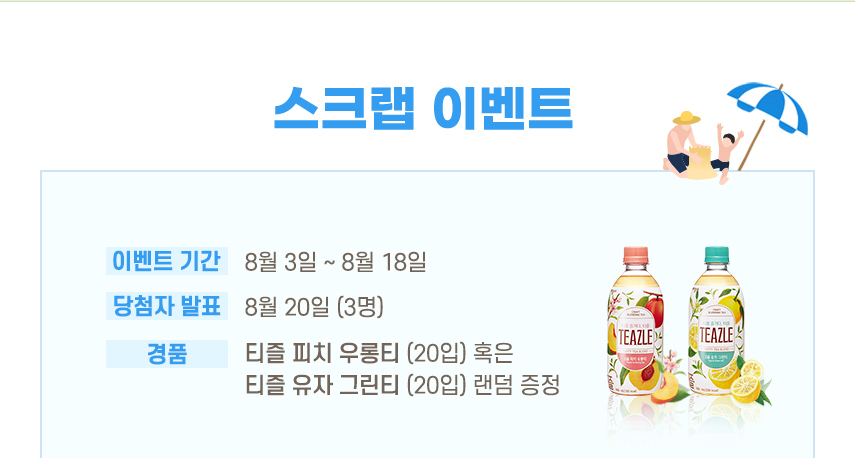 스크랩 이벤트
이벤트 기간 8월 3일 ~ 8월 18일
당첨자 발표 8월 20일 (3명)
경품 티즐 피치 우롱티 (20입) 혹은
티즐 유자 그린티 (20입) 랜덤 증정
TEAZLE
TEAZLE